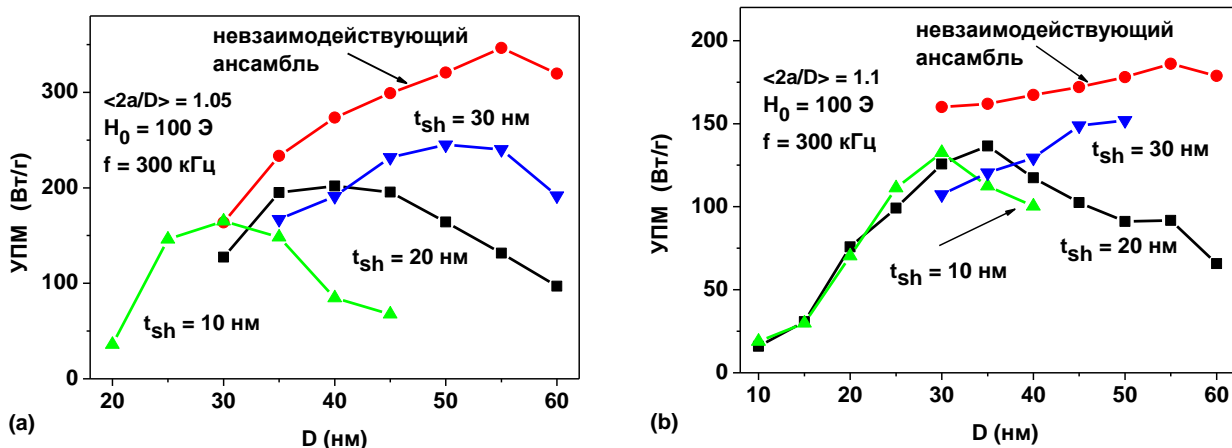 невзаимодействующий
ансамбль
<2a/D> = 1.05
H0 = 100 Э
f = 300 кГц
tsh = 30 нм
tsh = 20 нм
tsh = 10 нм
УПМ (Вт/г)
300
200
100
0
20 30 40 50 60
D (нм)
(a)
невзаимодействующий
ансамбль
<2a/D> = 1.1
H0 = 100 Э
f = 300 кГц
tsh = 30 нм
tsh = 10 нм
tsh = 20 нм
УПМ (Вт/г)
200
150
100
50
0
10 20 30 40 50 60
D (нм)
(b)